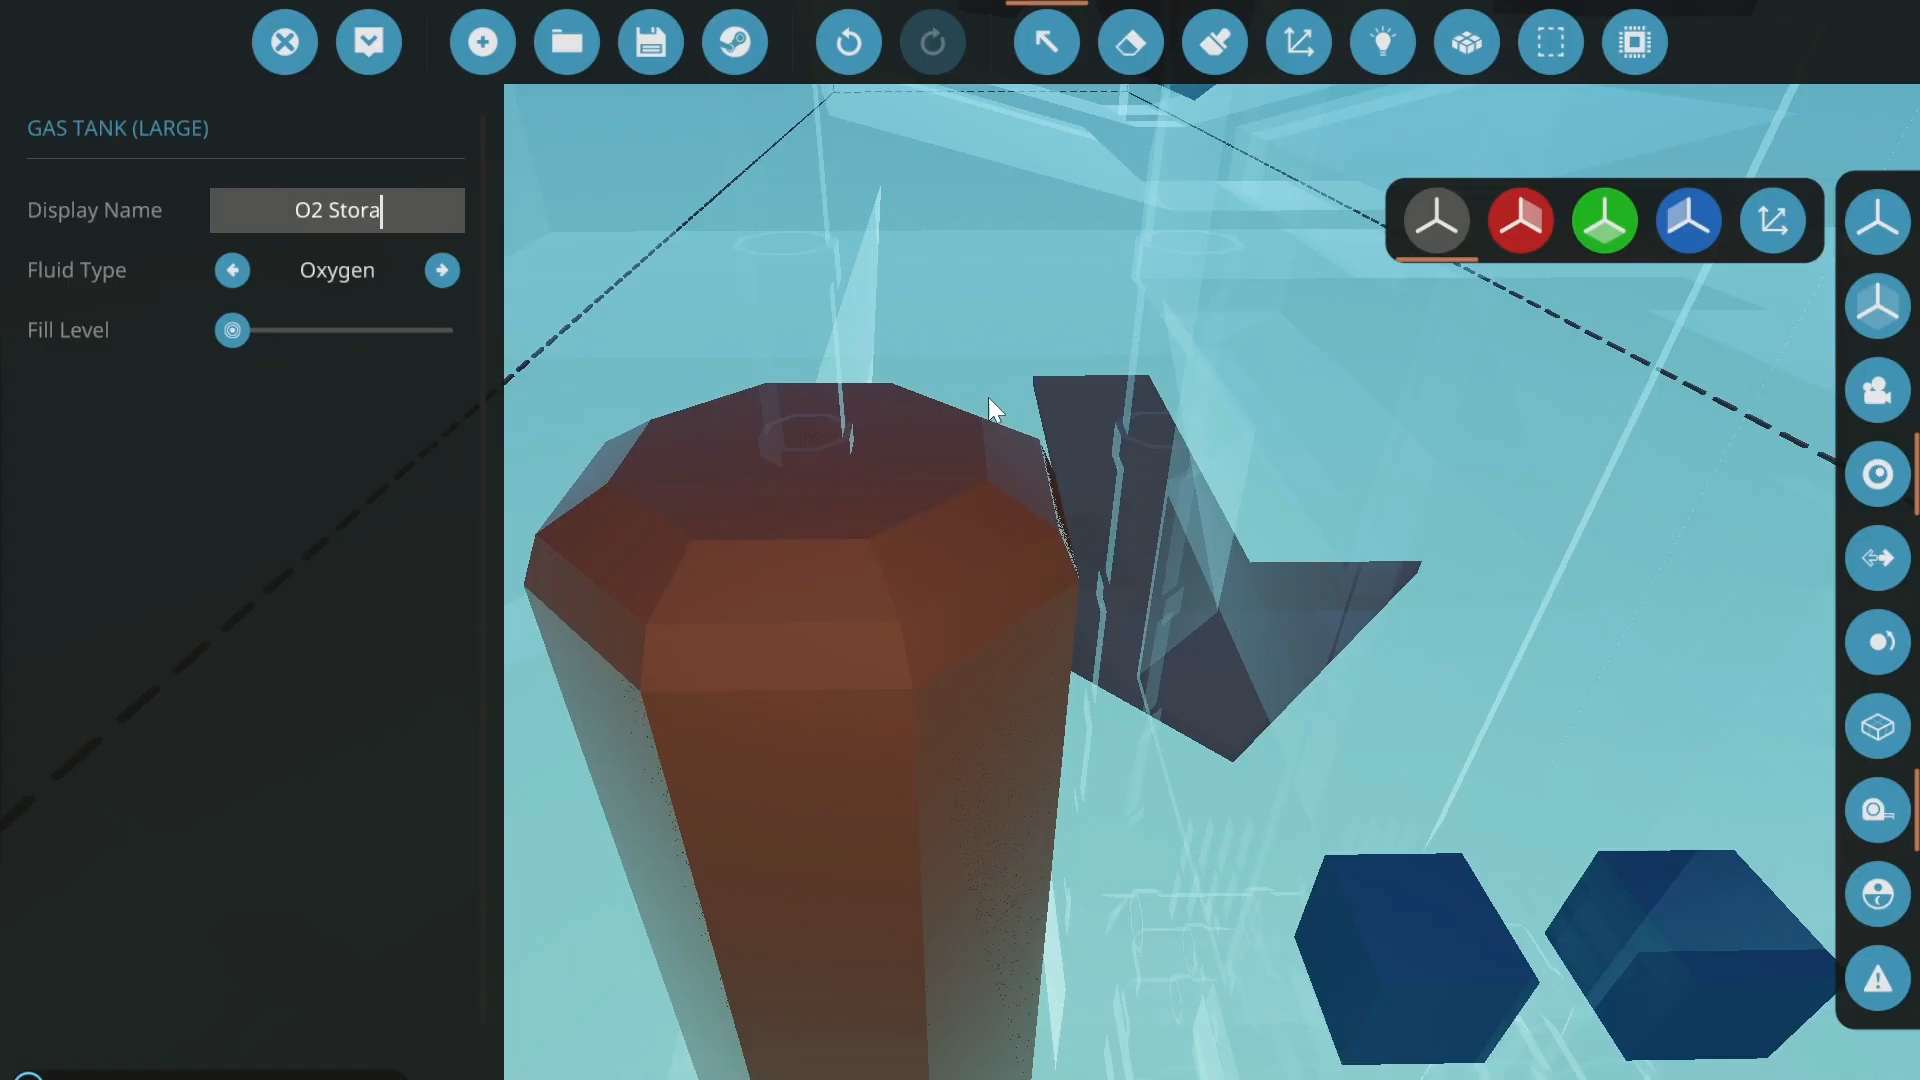 GAS TANK (LARGE)
Display Name O2 Stora
Fluid Type Oxygen
Fill Level